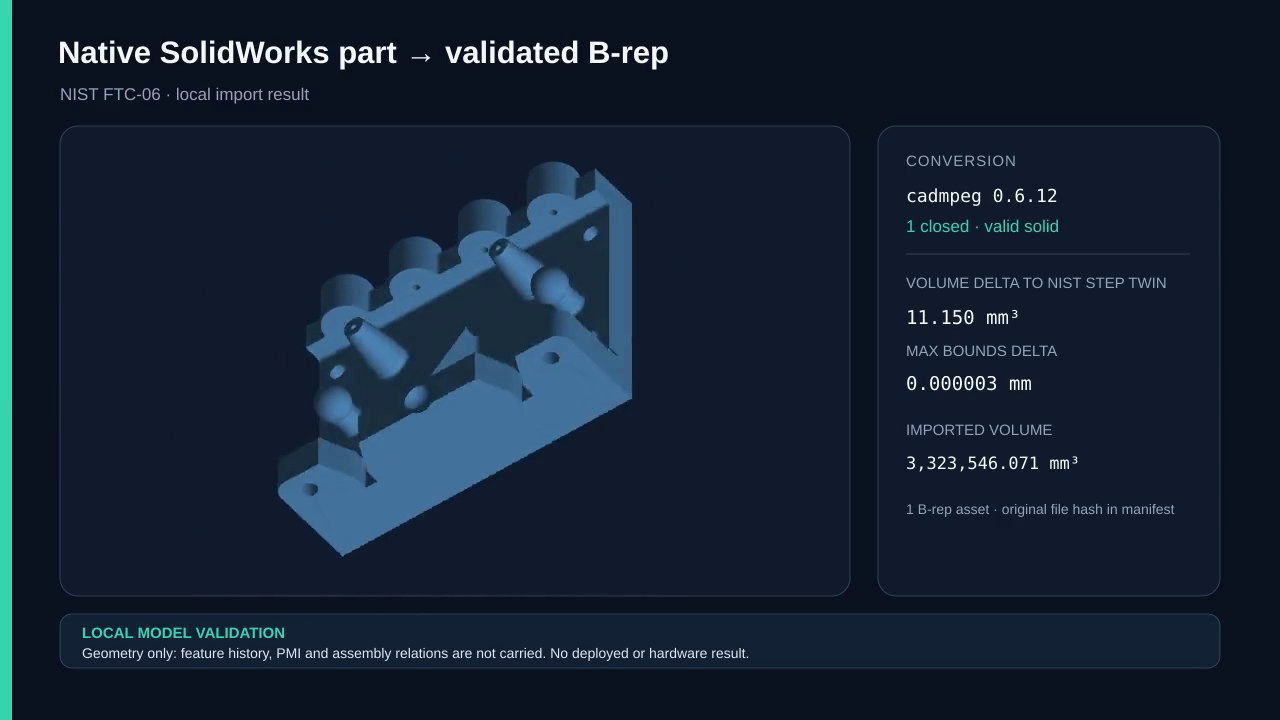 Native SolidWorks part → validated B-rep
NIST FTC-06 · local import result
CONVERSION
cadmpeg 0.6.12
1 closed · valid solid
VOLUME DELTA TO NIST STEP TWIN
11.150 mm³
MAX BOUNDS DELTA
0.000003 mm
IMPORTED VOLUME
3,323,546.071 mm³
1 B-rep asset · original file hash in manifest
LOCAL MODEL VALIDATION
Geometry only: feature history, PMI and assembly relations are not carried. No deployed or hardware result.